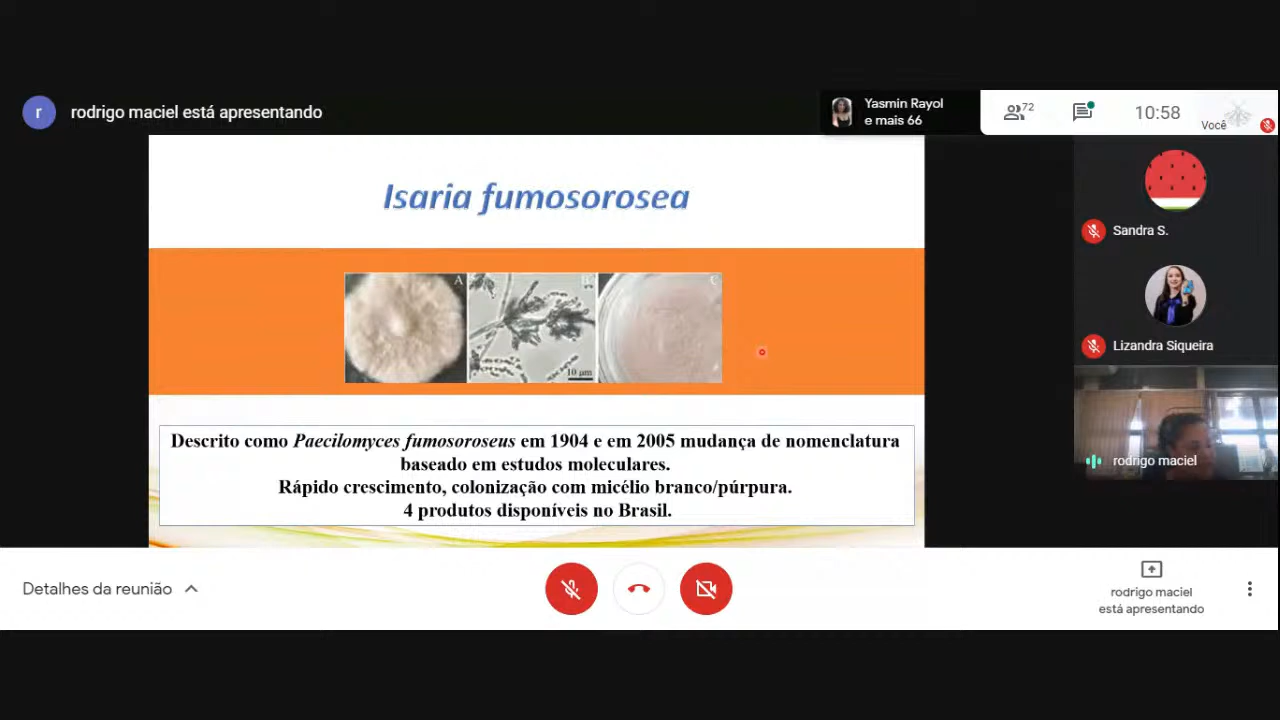 r
rodrigo maciel está apresentando
Yasmin Rayol
e mais 66
72
10:58
Você
Isaria fumosorosea
A
B
C
10 µm
Sandra S.
Lizandra Siqueira
rodrigo maciel
Descrito como Paecilomyces fumosoroseus em 1904 e em 2005 mudança de nomenclatura
baseado em estudos moleculares.
Rápido crescimento, colonização com micélio branco/púrpura.
4 produtos disponíveis no Brasil.
Detalhes da reunião
rodrigo maciel
está apresentando